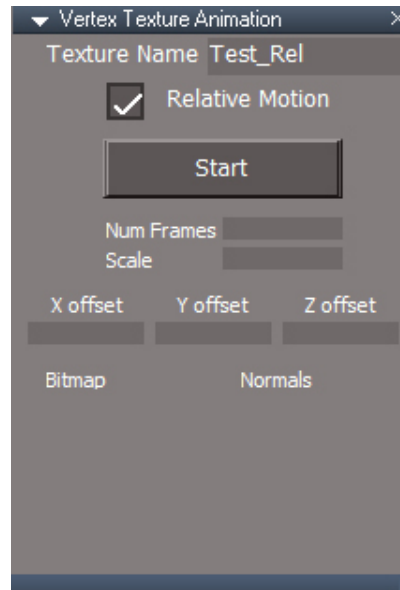 Vertex Texture Animation
Texture Name Test_Rel
Relative Motion
Start
Num Frames
Scale
X offset Y offset Z offset
Bitmap Normals